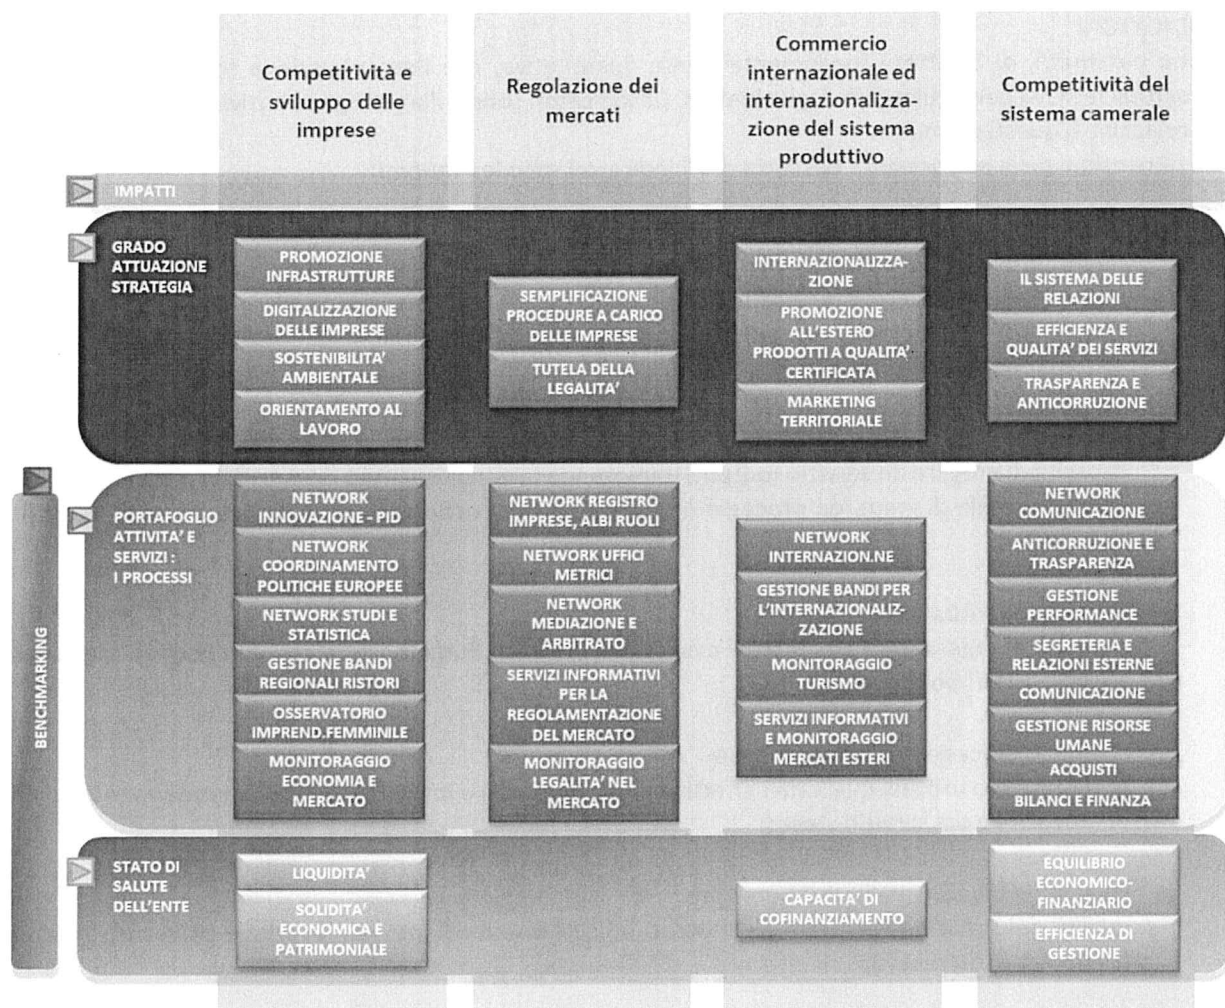 Competitività e
sviluppo delle
imprese
Regolazione dei
mercati
Commercio
internazionale ed
internazionalizza-
zione del sistema
produttivo
Competitività del
sistema camerale
IMPATTI
GRADO
ATTUAZIONE
STRATEGIA
PROMOZIONE
INFRASTRUTTURE
DIGITALIZZAZIONE
DELLE IMPRESE
SOSTENIBILITA'
AMBIENTALE
ORIENTAMENTO AL
LAVORO
SEMPLIFICAZIONE
PROCEDURE A CARICO
DELLE IMPRESE
TUTELA DELLA
LEGALITA'
INTERNAZIONALIZZA-
ZIONE
PROMOZIONE
ALL'ESTERO
PRODOTTI A QUALITA'
CERTIFICATA
MARKETING
TERRITORIALE
IL SISTEMA DELLE
RELAZIONI
EFFICIENZA E
QUALITA' DEI SERVIZI
TRASPARENZA E
ANTICORRUZIONE
BENCHMARKING
PORTAFOGLIO
ATTIVITA' E
SERVIZI :
I PROCESSI
NETWORK
INNOVAZIONE - PID
NETWORK
COORDINAMENTO
POLITICHE EUROPEE
NETWORK STUDI E
STATISTICA
GESTIONE BANDI
REGIONALI RISTORI
OSSERVATORIO
IMPREND.FEMMINILE
MONITORAGGIO
ECONOMIA E
MERCATO
NETWORK REGISTRO
IMPRESE, ALBI RUOLI
NETWORK UFFICI
METRICI
NETWORK
MEDIAZIONE E
ARBITRATO
SERVIZI INFORMATIVI
PER LA
REGOLAMENTAZIONE
DEL MERCATO
MONITORAGGIO
LEGALITA' NEL
MERCATO
NETWORK
INTERNAZION.NE
GESTIONE BANDI PER
L'INTERNAZIONALIZ-
ZAZIONE
MONITORAGGIO
TURISMO
SERVIZI INFORMATIVI
E MONITORAGGIO
MERCATI ESTERI
NETWORK
COMUNICAZIONE
ANTICORRUZIONE E
TRASPARENZA
GESTIONE
PERFORMANCE
SEGRETERIA E
RELAZIONI ESTERNE
COMUNICAZIONE
GESTIONE RISORSE
UMANE
ACQUISTI
BILANCI E FINANZA
STATO DI
SALUTE
DELL'ENTE
LIQUIDITA'
SOLIDITA'
ECONOMICA E
PATRIMONIALE
CAPACITA' DI
COFINANZIAMENTO
EQUILIBRIO
ECONOMICO-
FINANZIARIO
EFFICIENZA DI
GESTIONE